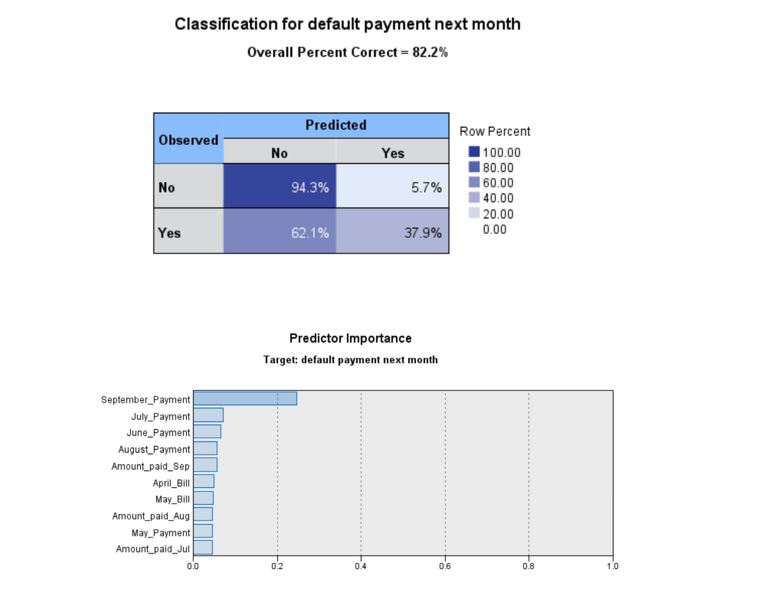 Classification for default payment next month
Overall Percent Correct = 82.2%
Observed
Predicted
No Yes
No 94.3% 5.7%
Yes 62.1% 37.9%
Row Percent
100.00
80.00
60.00
40.00
20.00
0.00
Predictor Importance
Target: default payment next month
September_Payment
July_Payment
June_Payment
August_Payment
Amount_paid_Sep
April_Bill
May_Bill
Amount_paid_Aug
May_Payment
Amount_paid_Jul
0.0 0.2 0.4 0.6 0.8 1.0